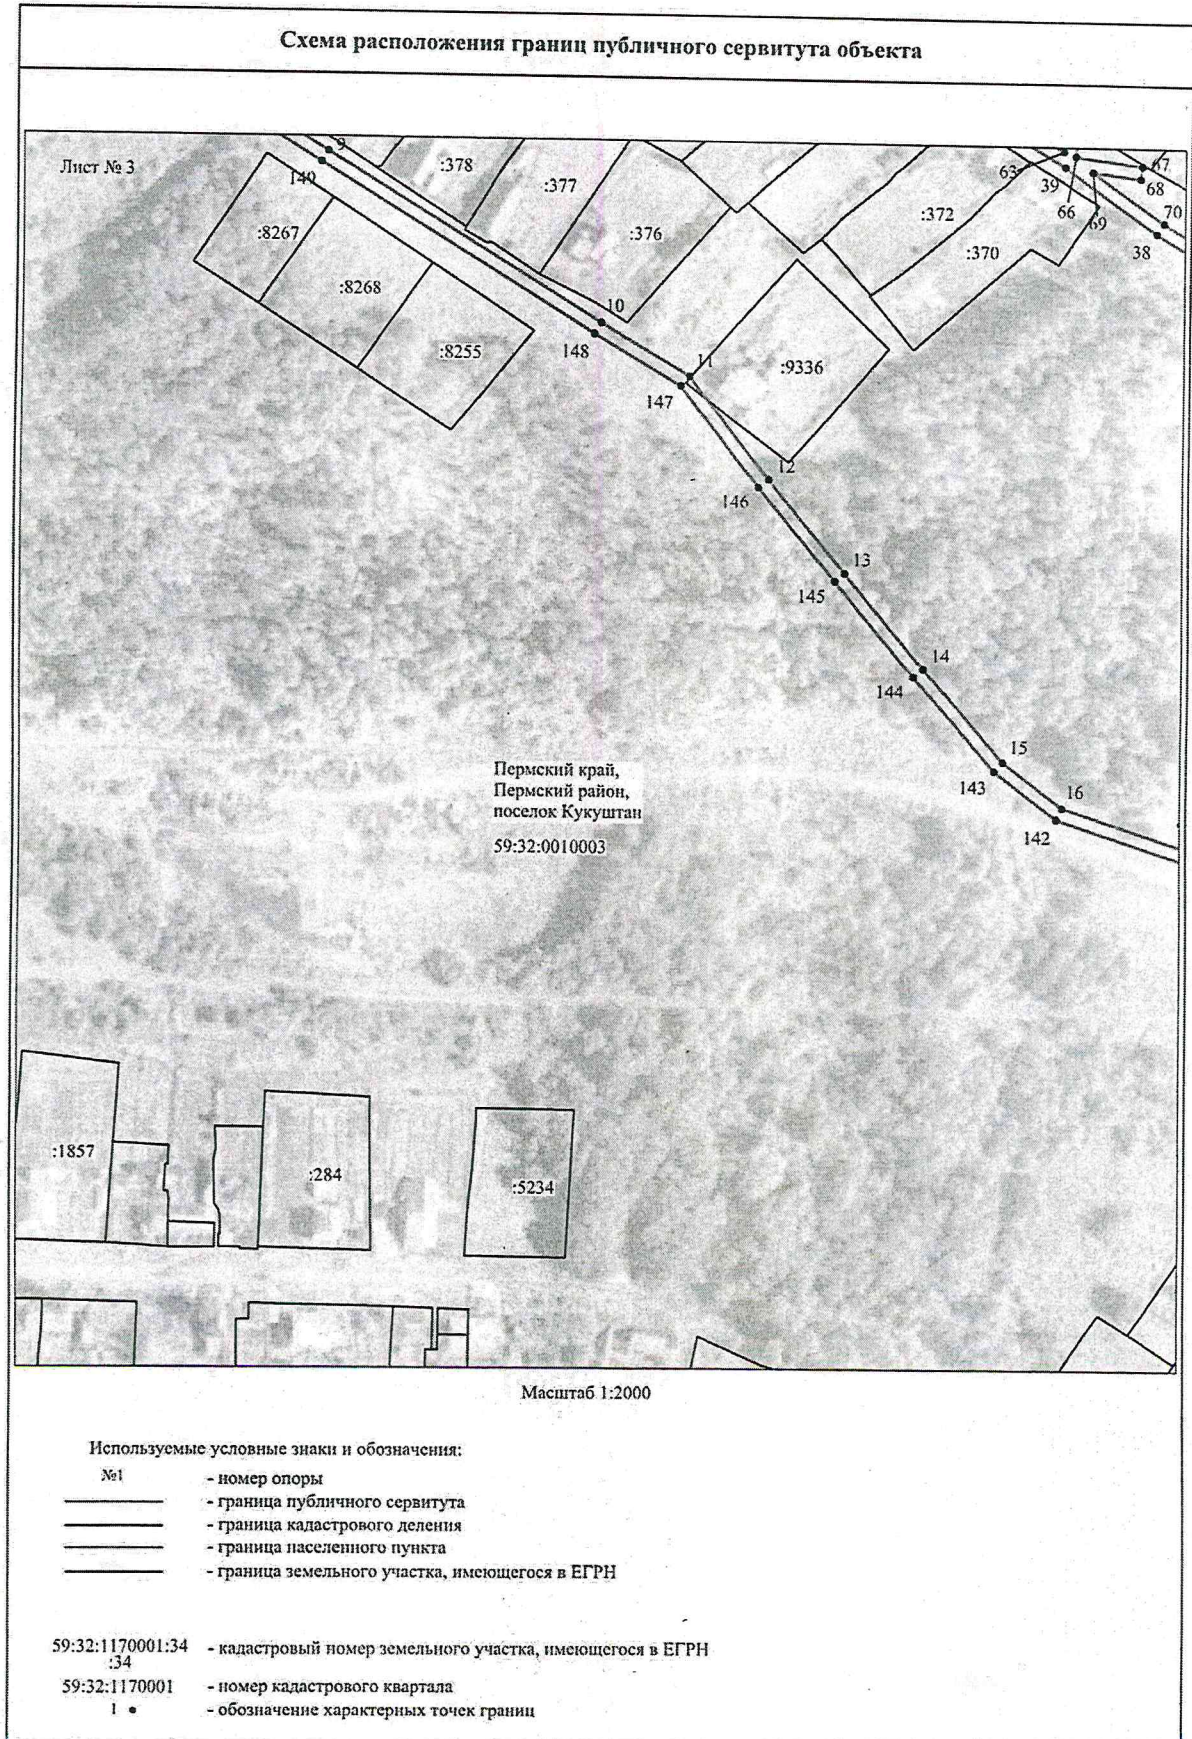 Схема расположения границ публичного сервитута объекта
Лист № 3
9
149
:378
:377
:376
:8267
:8268
:8255
10
148
11
147
:9336
:372
:370
63
39
66
69
67
68
70
38
12
146
13
145
14
144
15
143
16
142
Пермский край,
Пермский район,
поселок Кукуштан
59:32:0010003
:1857
:284
:5234
Масштаб 1:2000
Используемые условные знаки и обозначения:
№1 - номер опоры
- граница публичного сервитута
- граница кадастрового деления
- граница населенного пункта
- граница земельного участка, имеющегося в ЕГРН
59:32:1170001:34 - кадастровый номер земельного участка, имеющегося в ЕГРН
:34
59:32:1170001 - номер кадастрового квартала
1 • - обозначение характерных точек границ